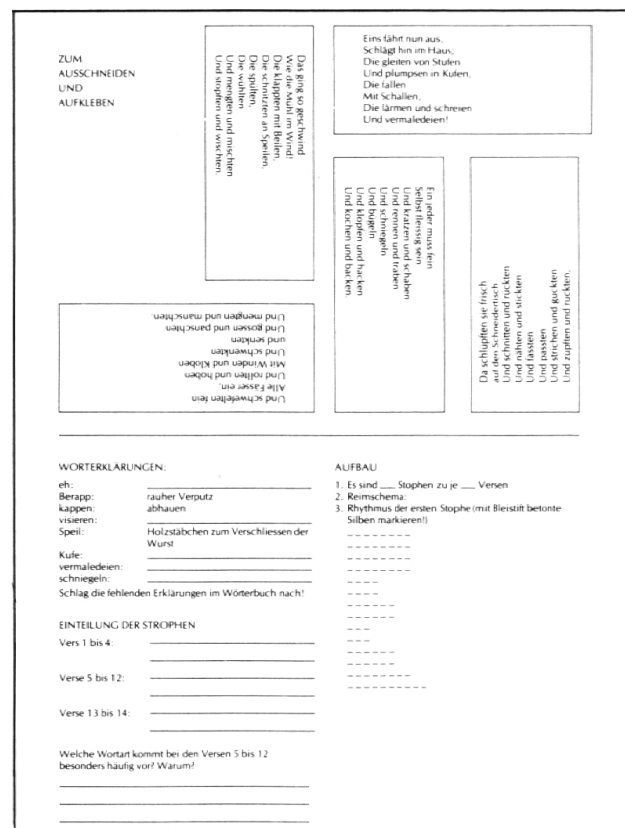 ZUM
AUSSCHNEIDEN
UND
AUFKLEBEN
Das ging so geschwind
Wie die Mühl im Wind!
Die klappten mit Beilen,
Die schnitzten an Speilen,
Die spülten,
Die wühlten
Und mengten und mischten
Und stopften und wischten.
Eins fährt nun aus,
Schlägt hin im Haus;
Die gleiten von Stufen
Und plumpsen in Kufen,
Die fallen
Mit Schallen,
Die lärmen und schreien
Und vermaledeien!
Ein jeder muss fein
Selbst fleissig sein
Und kratzen und schaben
Und rennen und traben
Und schniegeln
Und bügeln
Und klopfen und hacken
Und kochen und backen.
Da schlüpften sie frisch
auf den Schneidertisch
Und schnitten und rückten
Und nähten und stickten
Und fassten
Und passten
Und strichen und guckten
Und zupften und ruckten.
Und schwefelten fein
Alle Fässer ein.
Und rollten und hoben
Mit Winden und Kloben
Und schwenkten
und senkten
Und gossen und panschten
Und mengten und manschten.
WORTERKLÄRUNGEN:
eh:
Berapp: rauher Verputz
kappen: abhauen
visieren:
Speil: Holzstäbchen zum Verschliessen der
Wurst
Kufe:
vermaledeien:
schniegeln:
Schlag die fehlenden Erklärungen im Wörterbuch nach!
EINTEILUNG DER STROPHEN
Vers 1 bis 4:
Verse 5 bis 12:
Verse 13 bis 14:
Welche Wortart kommt bei den Versen 5 bis 12
besonders häufig vor? Warum?
AUFBAU
1. Es sind ___ Stophen zu je ___ Versen
2. Reimschema:
3. Rhythmus der ersten Stophe (mit Bleistift betonte
Silben markieren!)